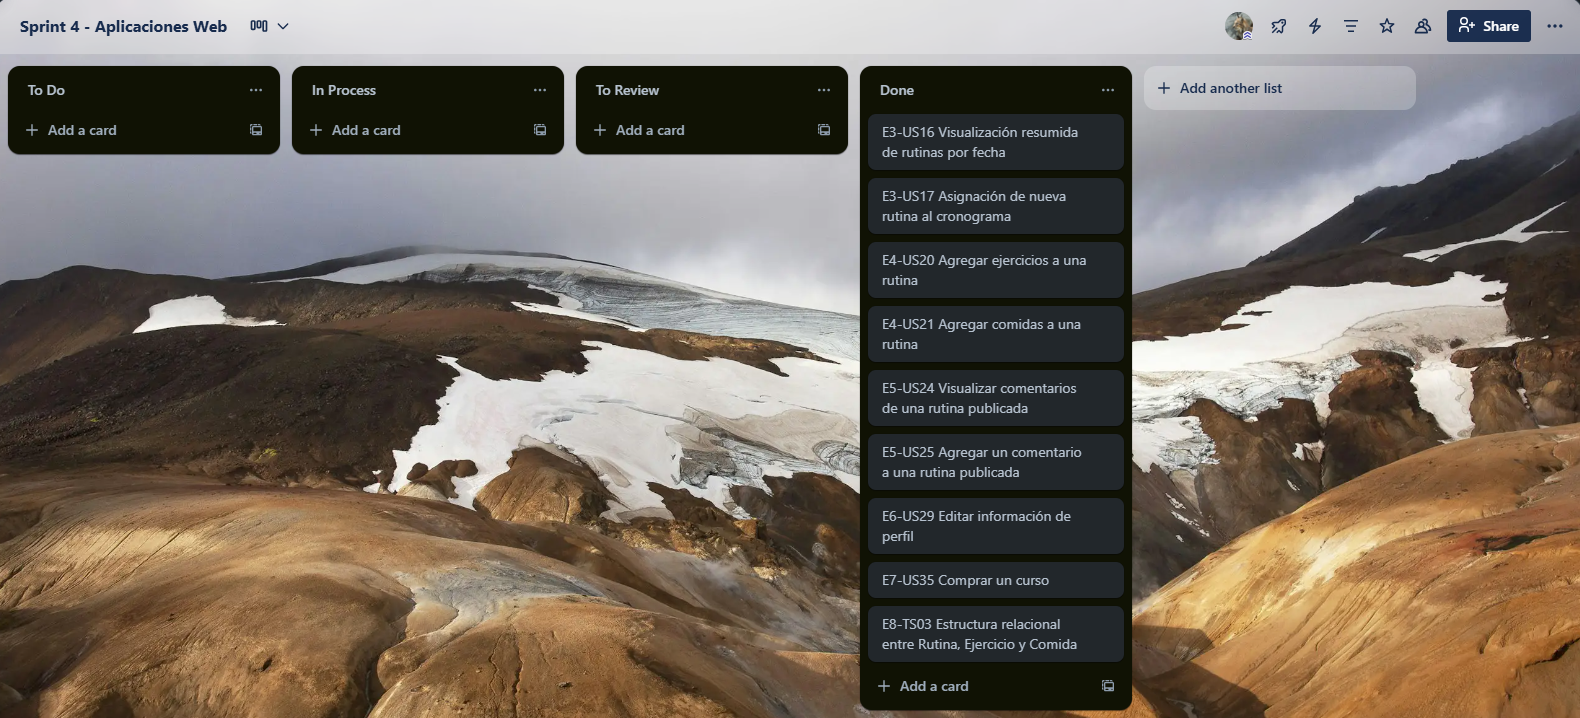 Sprint 4 - Aplicaciones Web
Share
To Do
Add a card
In Process
Add a card
To Review
Add a card
Done
E3-US16 Visualización resumida
de rutinas por fecha
E3-US17 Asignación de nueva
rutina al cronograma
E4-US20 Agregar ejercicios a una
rutina
E4-US21 Agregar comidas a una
rutina
E5-US24 Visualizar comentarios
de una rutina publicada
E5-US25 Agregar un comentario
a una rutina publicada
E6-US29 Editar información de
perfil
E7-US35 Comprar un curso
E8-TS03 Estructura relacional
entre Rutina, Ejercicio y Comida
Add a card
Add another list